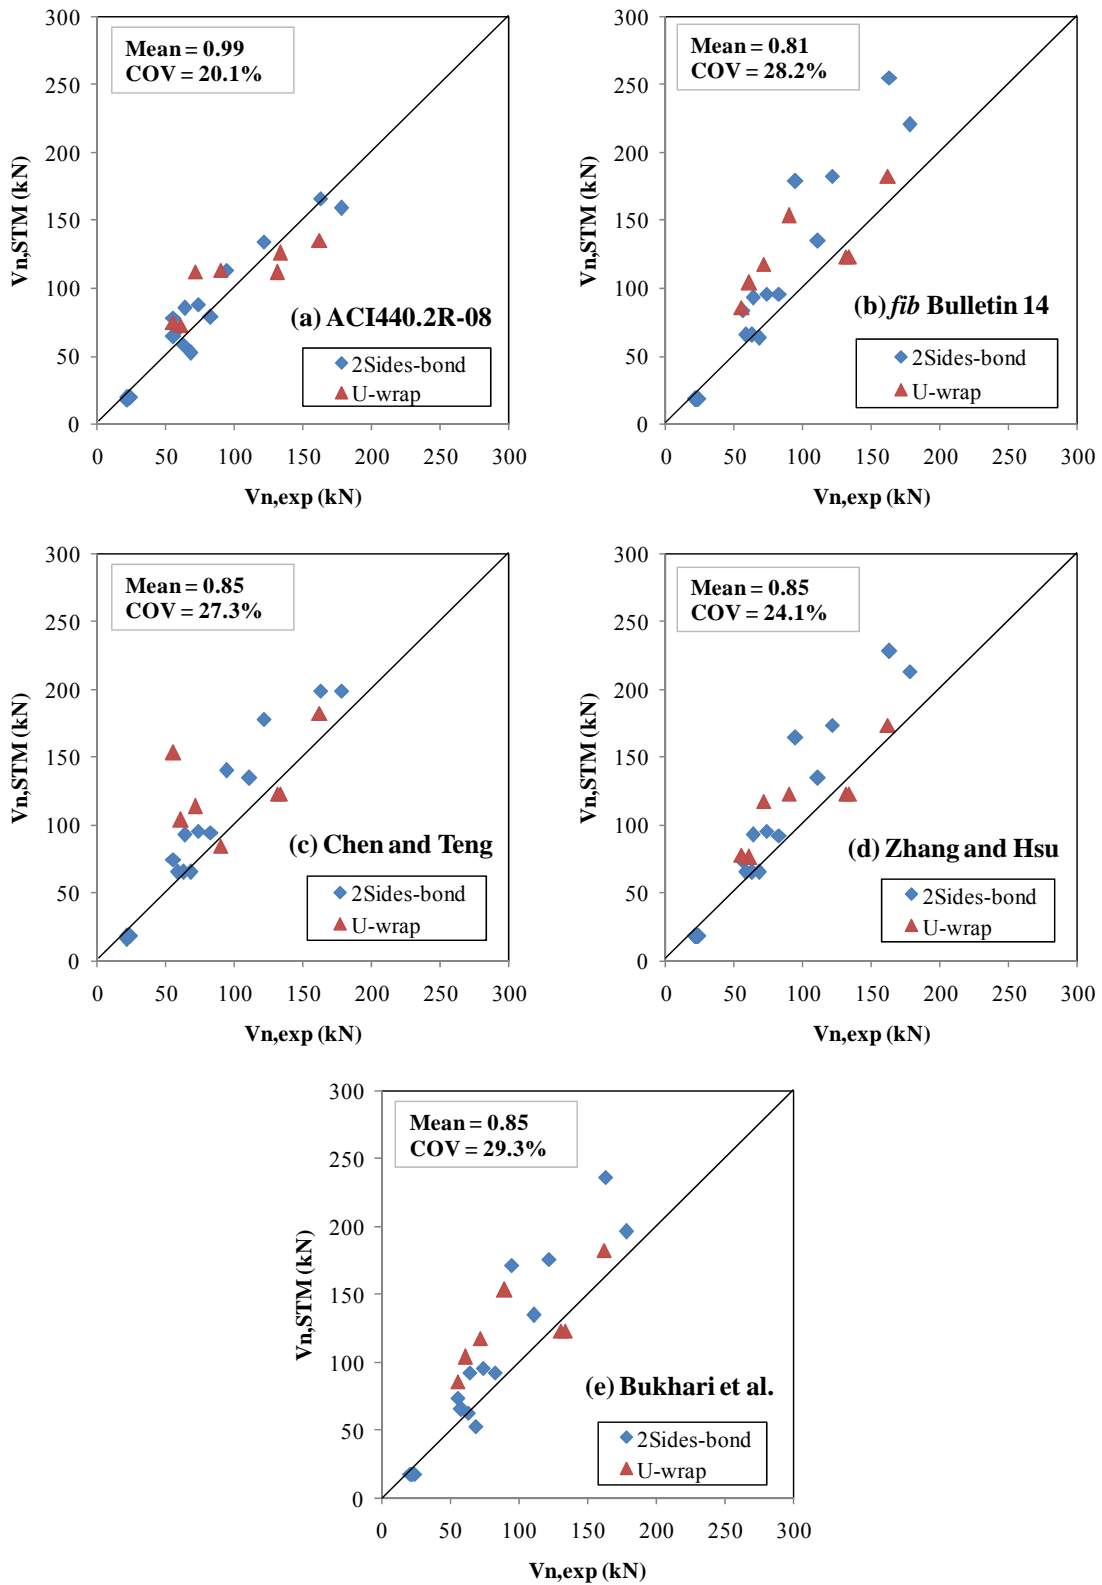 300
250
200
150
100
50
0
Vn,STM (kN)
Mean = 0.99
COV = 20.1%
(a) ACI440.2R-08
2Sides-bond
U-wrap
0 50 100 150 200 250 300
Vn,exp (kN)
300
250
200
150
100
50
0
Vn,STM (kN)
Mean = 0.81
COV = 28.2%
(b) fib Bulletin 14
2Sides-bond
U-wrap
0 50 100 150 200 250 300
Vn,exp (kN)
300
250
200
150
100
50
0
Vn,STM (kN)
Mean = 0.85
COV = 27.3%
(c) Chen and Teng
2Sides-bond
U-wrap
0 50 100 150 200 250 300
Vn,exp (kN)
300
250
200
150
100
50
0
Vn,STM (kN)
Mean = 0.85
COV = 24.1%
(d) Zhang and Hsu
2Sides-bond
U-wrap
0 50 100 150 200 250 300
Vn,exp (kN)
300
250
200
150
100
50
0
Vn,STM (kN)
Mean = 0.85
COV = 29.3%
(e) Bukhari et al.
2Sides-bond
U-wrap
0 50 100 150 200 250 300
Vn,exp (kN)